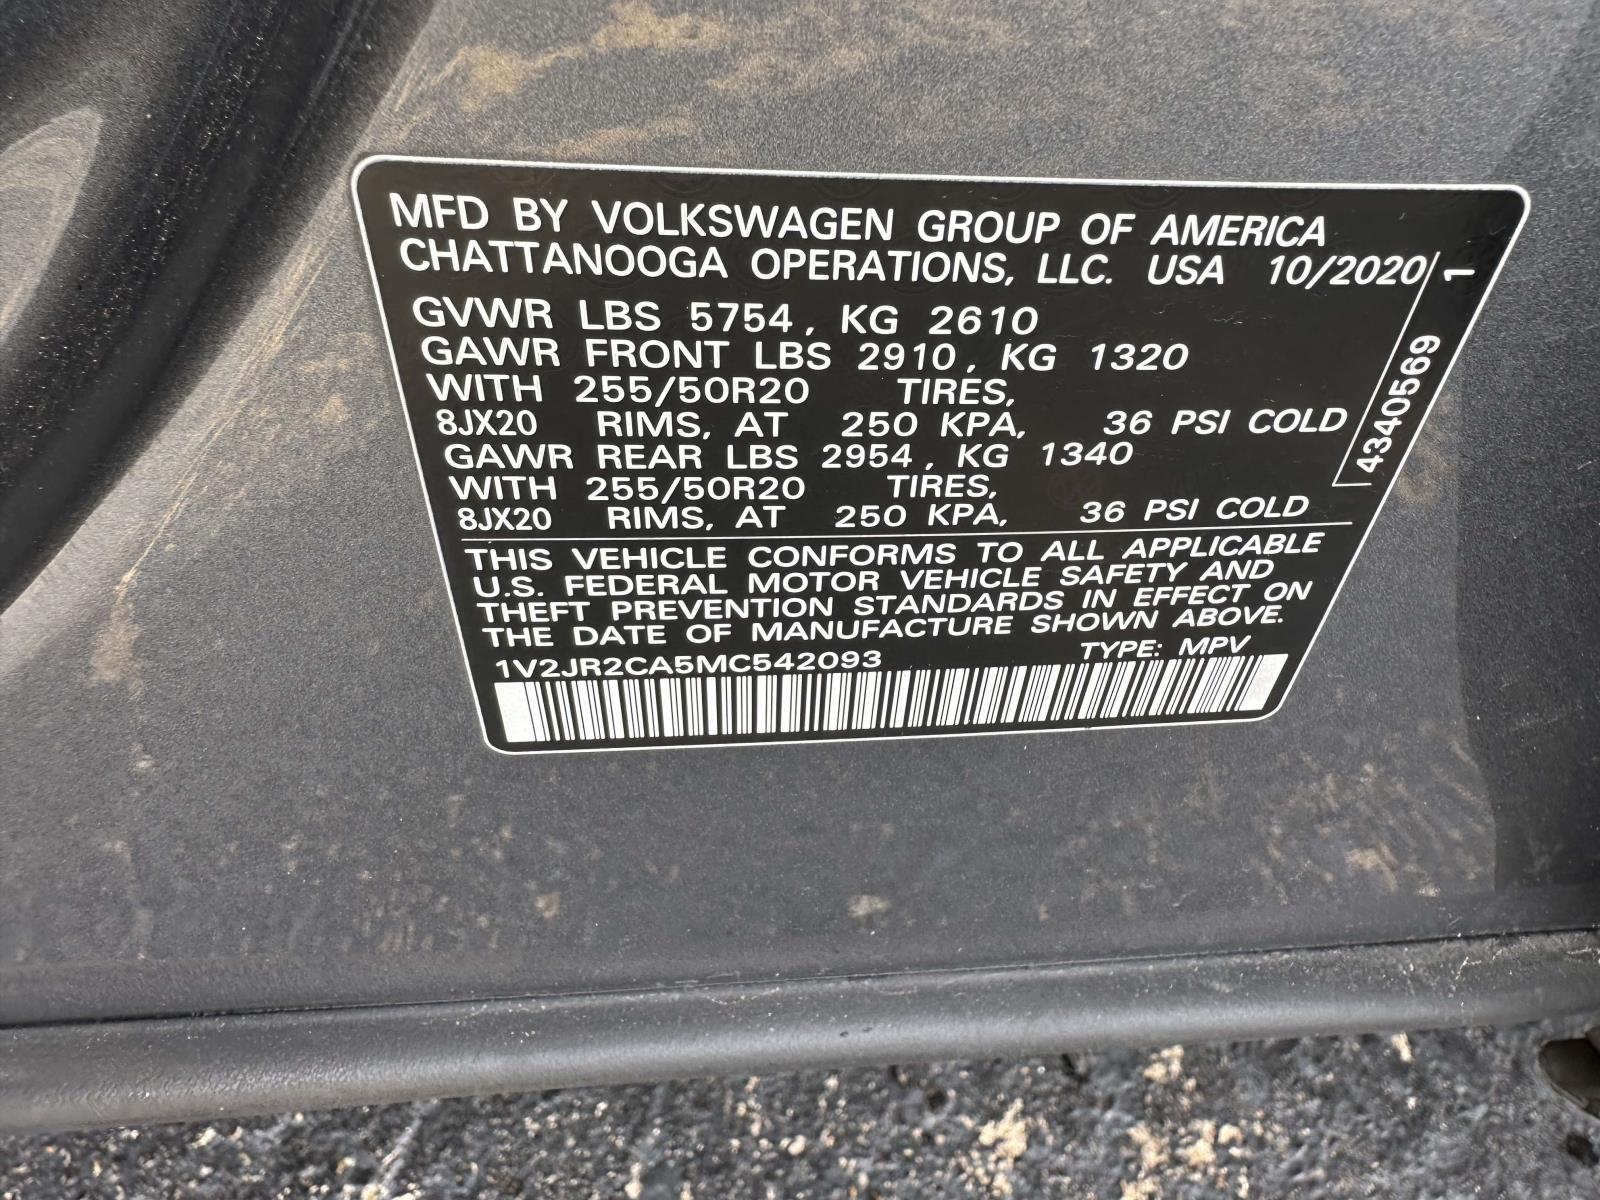 MFD BY VOLKSWAGEN GROUP OF AMERICA
CHATTANOOGA OPERATIONS, LLC. USA 10/2020
GVWR LBS 5754, KG 2610
GAWR FRONT LBS 2910, KG 1320
WITH 255/50R20 TIRES,
8JX20 RIMS, AT 250 KPA, 36 PSI COLD
GAWR REAR LBS 2954, KG 1340
WITH 255/50R20 TIRES,
8JX20 RIMS, AT 250 KPA, 36 PSI COLD
4340569 1
THIS VEHICLE CONFORMS TO ALL APPLICABLE
U.S. FEDERAL MOTOR VEHICLE SAFETY AND
THEFT PREVENTION STANDARDS IN EFFECT ON
THE DATE OF MANUFACTURE SHOWN ABOVE.
1V2JR2CA5MC542093 TYPE: MPV